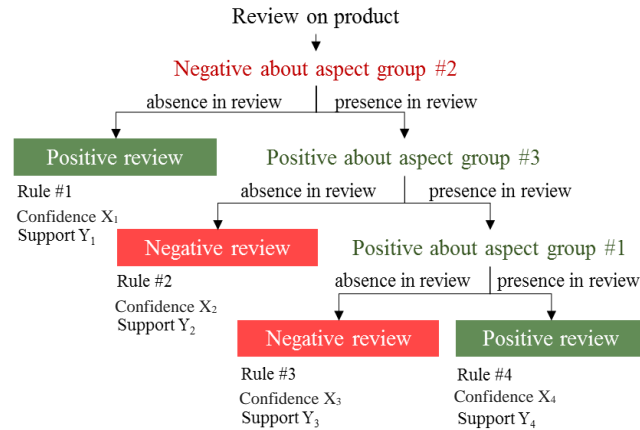 Review on product
Negative about aspect group #2
absence in review
presence in review
Positive review
Positive about aspect group #3
Rule #1
Confidence X1
Support Y1
absence in review
presence in review
Negative review
Positive about aspect group #1
Rule #2
Confidence X2
Support Y2
absence in review
presence in review
Negative review
Positive review
Rule #3
Confidence X3
Support Y3
Rule #4
Confidence X4
Support Y4